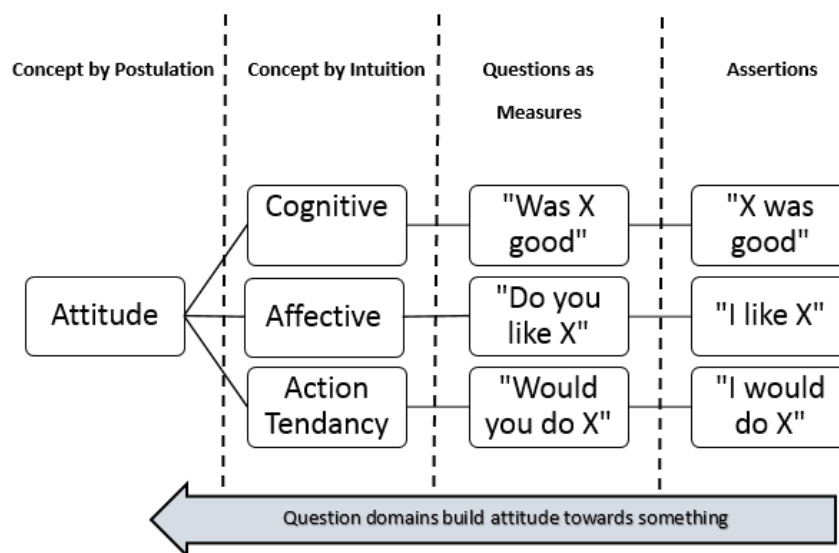 Concept by Postulation
Concept by Intuition
Questions as
Measures
Assertions
Cognitive
"Was X
good"
"X was
good"
Attitude
Affective
"Do you
like X"
"I like X"
Action
Tendancy
"Would
you do X"
"I would
do X"
Question domains build attitude towards something